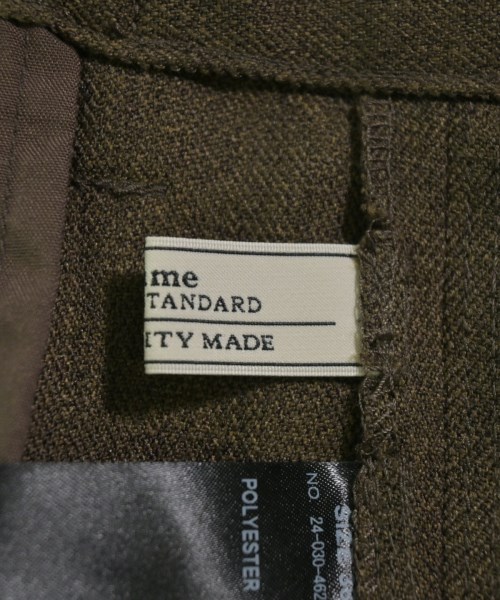 me
TANDARD
ITY MADE
NO. 24-030-462
POLYESTER